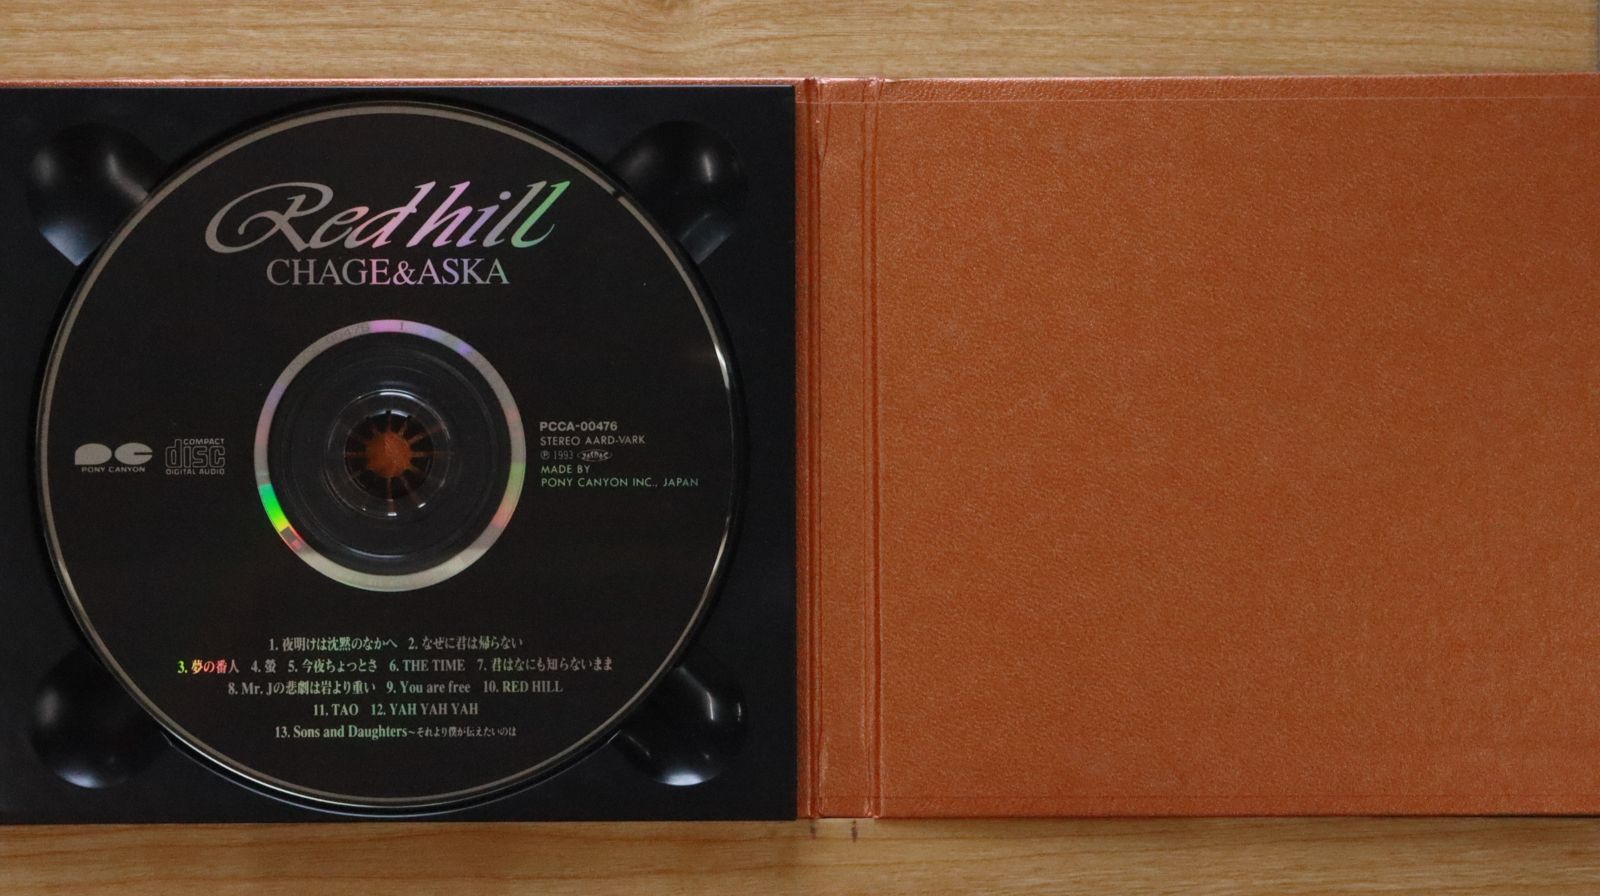 Red hill
CHAGE&ASKA
PCCA-00476
STEREO AARD-VARK
Ⓟ 1993
MADE BY
PONY CANYON INC., JAPAN
PONY CANYON
COMPACT
disc
DIGITAL AUDIO
1. 夜明けは沈黙のなかへ 2. なぜに君は帰らない
3. 夢の番人 4. 螢 5. 今夜ちょっとさ 6. THE TIME 7. 君はなにも知らないまま
8. Mr. Jの悲劇は岩より重い 9. You are free 10. RED HILL
11. TAO 12. YAH YAH YAH
13. Sons and Daughters～それより僕が伝えたいのは